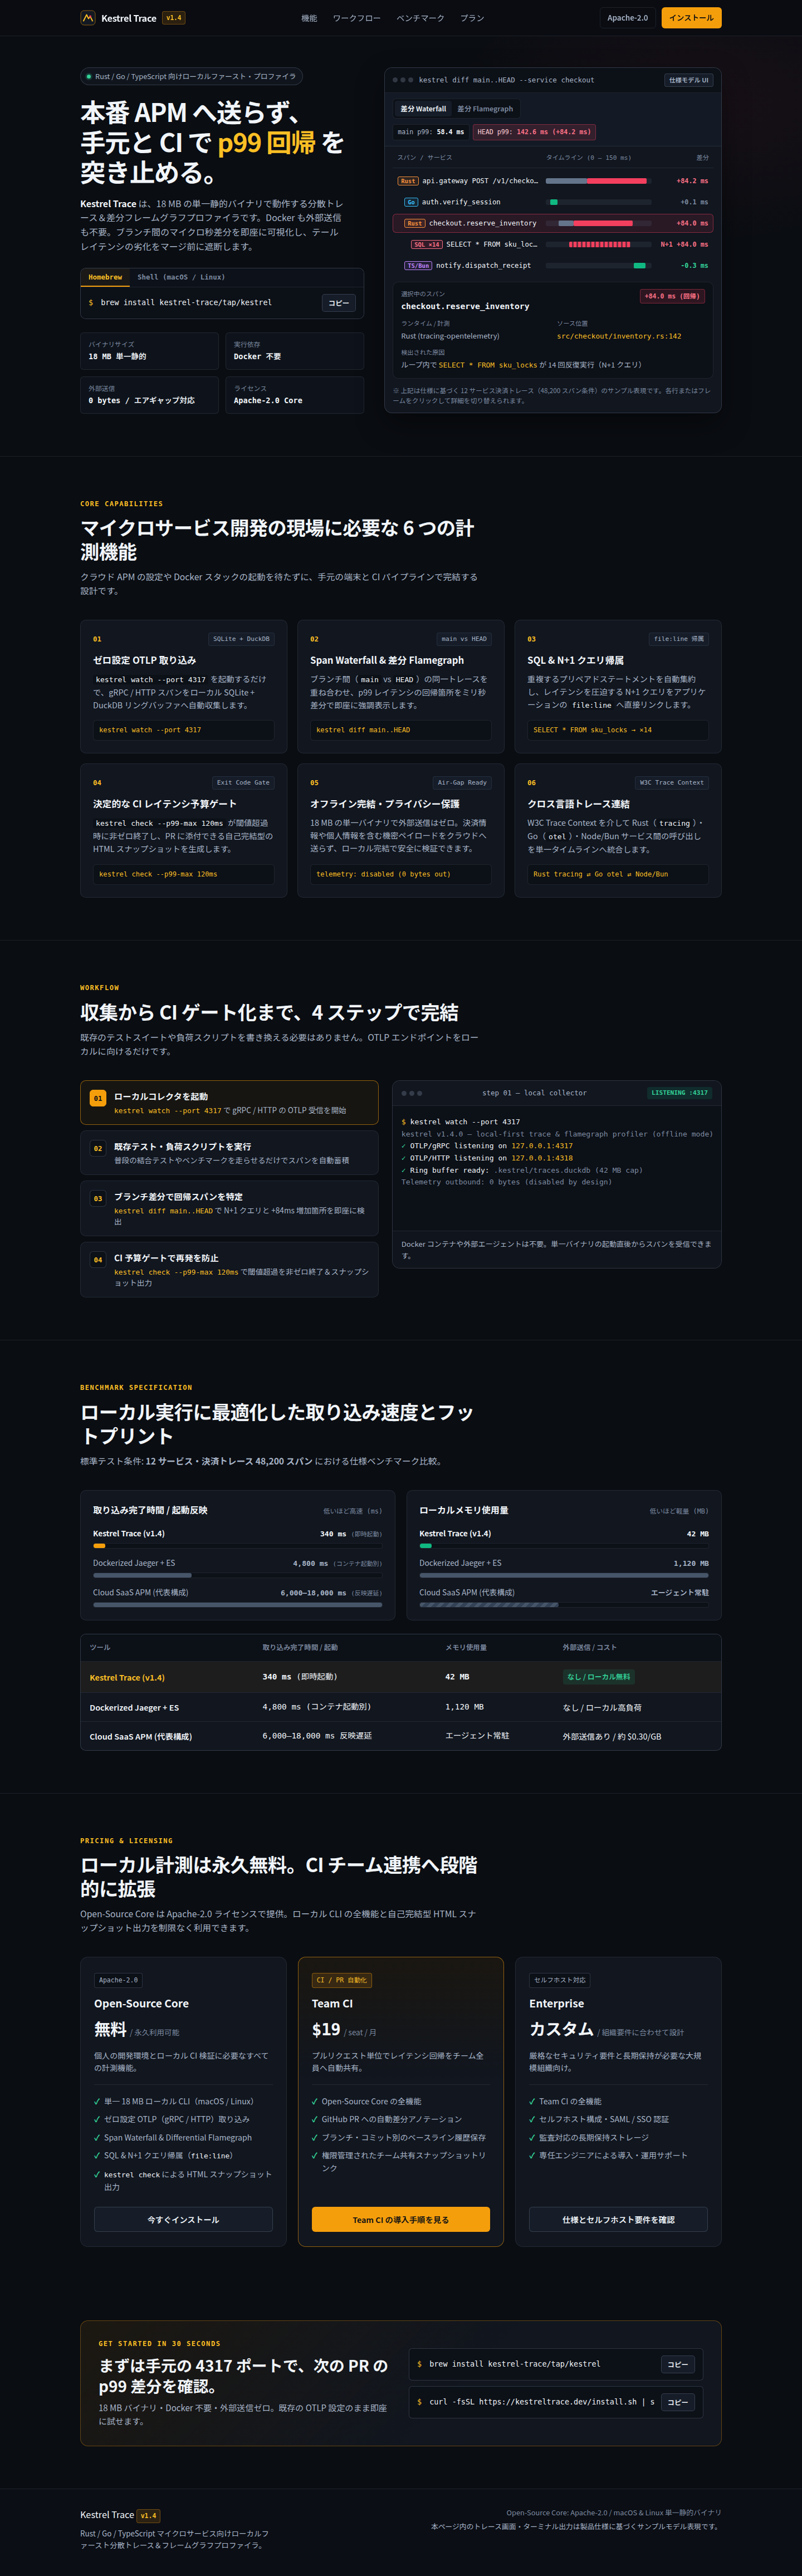 Kestrel Trace v1.4
機能 ワークフロー ベンチマーク プラン
Apache-2.0 インストール
Rust / Go / TypeScript 向けローカルファースト・プロファイラ
本番 APM へ送らず、
手元と CI で p99 回帰 を
突き止める。
Kestrel Trace は、18 MB の単一静的バイナリで動作する分散トレ
ース＆差分フレームグラフプロファイラです。Docker も外部送信
も不要。ブランチ間のマイクロ秒差分を即座に可視化し、テール
レイテンシの劣化をマージ前に遮断します。
Homebrew Shell (macOS / Linux)
$ brew install kestrel-trace/tap/kestrel コピー
バイナリサイズ
18 MB 単一静的
実行依存
Docker 不要
外部送信
0 bytes / エアギャップ対応
ライセンス
Apache-2.0 Core
kestrel diff main..HEAD --service checkout 仕様モデル UI
差分 Waterfall 差分 Flamegraph
main p99: 58.4 ms HEAD p99: 142.6 ms (+84.2 ms)
スパン / サービス タイムライン (0 — 150 ms) 差分
Rust api.gateway POST /v1/checko… +84.2 ms
Go auth.verify_session +0.1 ms
Rust checkout.reserve_inventory +84.0 ms
SQL ×14 SELECT * FROM sku_loc… N+1 +84.0 ms
TS/Bun notify.dispatch_receipt -0.3 ms
選択中のスパン
checkout.reserve_inventory
+84.0 ms (回帰)
ランタイム / 計測
Rust (tracing-opentelemetry)
ソース位置
src/checkout/inventory.rs:142
検出された原因
ループ内で SELECT * FROM sku_locks が 14 回反復実行（N+1 クエリ）
※ 上記は仕様に基づく 12 サービス決済トレース（48,200 スパン条件）のサンプル表現です。各行またはフレ
ームをクリックして詳細を切り替えられます。
CORE CAPABILITIES
マイクロサービス開発の現場に必要な 6 つの計
測機能
クラウド APM の設定や Docker スタックの起動を待たずに、手元の端末と CI パイプラインで完結する
設計です。
01 SQLite + DuckDB
ゼロ設定 OTLP 取り込み
kestrel watch --port 4317 を起動するだけ
で、gRPC / HTTP スパンをローカル SQLite +
DuckDB リングバッファへ自動収集します。
kestrel watch --port 4317
02 main vs HEAD
Span Waterfall & 差分 Flamegraph
ブランチ間（ main vs HEAD ）の同一トレースを
重ね合わせ、p99 レイテンシの回帰箇所をミリ秒
差分で即座に強調表示します。
kestrel diff main..HEAD
03 file:line 帰属
SQL & N+1 クエリ帰属
重複するプリペアドステートメントを自動集約
し、レイテンシを圧迫する N+1 クエリをアプリケ
ーションの file:line へ直接リンクします。
SELECT * FROM sku_locks → ×14
04 Exit Code Gate
決定的な CI レイテンシ予算ゲート
kestrel check --p99-max 120ms が閾値超過
時に非ゼロ終了し、PR に添付できる自己完結型の
HTML スナップショットを生成します。
kestrel check --p99-max 120ms
05 Air-Gap Ready
オフライン完結・プライバシー保護
18 MB の単一バイナリで外部送信はゼロ。決済情
報や個人情報を含む機密ペイロードをクラウドへ
送らず、ローカル完結で安全に検証できます。
telemetry: disabled (0 bytes out)
06 W3C Trace Context
クロス言語トレース連結
W3C Trace Context を介して Rust（ tracing ）・
Go（ otel ）・Node/Bun サービス間の呼び出し
を単一タイムラインへ統合します。
Rust tracing ⇄ Go otel ⇄ Node/Bun
WORKFLOW
収集から CI ゲート化まで、4 ステップで完結
既存のテストスイートや負荷スクリプトを書き換える必要はありません。OTLP エンドポイントをロー
カルに向けるだけです。
01 ローカルコレクタを起動
kestrel watch --port 4317 で gRPC / HTTP の OTLP 受信を開始
02 既存テスト・負荷スクリプトを実行
普段の結合テストやベンチマークを走らせるだけでスパンを自動蓄積
03 ブランチ差分で回帰スパンを特定
kestrel diff main..HEAD で N+1 クエリと +84ms 増加箇所を即座に検
出
04 CI 予算ゲートで再発を防止
kestrel check --p99-max 120ms で閾値超過を非ゼロ終了＆スナップシ
ョット出力
step 01 — local collector LISTENING :4317
$ kestrel watch --port 4317
kestrel v1.4.0 — local-first trace & flamegraph profiler (offline mode)
✓ OTLP/gRPC listening on 127.0.0.1:4317
✓ OTLP/HTTP listening on 127.0.0.1:4318
✓ Ring buffer ready: .kestrel/traces.duckdb (42 MB cap)
Telemetry outbound: 0 bytes (disabled by design)
Docker コンテナや外部エージェントは不要。単一バイナリの起動直後からスパンを受信できま
す。
BENCHMARK SPECIFICATION
ローカル実行に最適化した取り込み速度とフッ
トプリント
標準テスト条件: 12 サービス・決済トレース 48,200 スパン における仕様ベンチマーク比較。
取り込み完了時間 / 起動反映 低いほど高速 (ms)
Kestrel Trace (v1.4) 340 ms (即時起動)
Dockerized Jaeger + ES 4,800 ms (コンテナ起動別)
Cloud SaaS APM (代表構成) 6,000–18,000 ms (反映遅延)
ローカルメモリ使用量 低いほど軽量 (MB)
Kestrel Trace (v1.4) 42 MB
Dockerized Jaeger + ES 1,120 MB
Cloud SaaS APM (代表構成) エージェント常駐
ツール 取り込み完了時間 / 起動 メモリ使用量 外部送信 / コスト
Kestrel Trace (v1.4) 340 ms (即時起動) 42 MB なし / ローカル無料
Dockerized Jaeger + ES 4,800 ms (コンテナ起動別) 1,120 MB なし / ローカル高負荷
Cloud SaaS APM (代表構成) 6,000–18,000 ms 反映遅延 エージェント常駐 外部送信あり / 約 $0.30/GB
PRICING & LICENSING
ローカル計測は永久無料。CI チーム連携へ段階
的に拡張
Open-Source Core は Apache-2.0 ライセンスで提供。ローカル CLI の全機能と自己完結型 HTML スナ
ップショット出力を制限なく利用できます。
Apache-2.0
Open-Source Core
無料 / 永久利用可能
個人の開発環境とローカル CI 検証に必要なすべて
の計測機能。
✓ 単一 18 MB ローカル CLI（macOS / Linux）
✓ ゼロ設定 OTLP（gRPC / HTTP）取り込み
✓ Span Waterfall & Differential Flamegraph
✓ SQL & N+1 クエリ帰属（file:line）
✓ kestrel check による HTML スナップショット
出力
今すぐインストール
CI / PR 自動化
Team CI
$19 / seat / 月
プルリクエスト単位でレイテンシ回帰をチーム全
員へ自動共有。
✓ Open-Source Core の全機能
✓ GitHub PR への自動差分アノテーション
✓ ブランチ・コミット別のベースライン履歴保存
✓ 権限管理されたチーム共有スナップショットリ
ンク
Team CI の導入手順を見る
セルフホスト対応
Enterprise
カスタム / 組織要件に合わせて設計
厳格なセキュリティ要件と長期保持が必要な大規
模組織向け。
✓ Team CI の全機能
✓ セルフホスト構成・SAML / SSO 認証
✓ 監査対応の長期保持ストレージ
✓ 専任エンジニアによる導入・運用サポート
仕様とセルフホスト要件を確認
GET STARTED IN 30 SECONDS
まずは手元の 4317 ポートで、次の PR の
p99 差分を確認。
18 MB バイナリ・Docker 不要・外部送信ゼロ。既存の OTLP 設定のまま即座
に試せます。
$ brew install kestrel-trace/tap/kestrel コピー
$ curl -fsSL https://kestreltrace.dev/install.sh | s コピー
Kestrel Trace v1.4
Rust / Go / TypeScript マイクロサービス向けローカルフ
ァースト分散トレース＆フレームグラフプロファイラ。
Open-Source Core: Apache-2.0 / macOS & Linux 単一静的バイナリ
本ページ内のトレース画面・ターミナル出力は製品仕様に基づくサンプルモデル表現です。